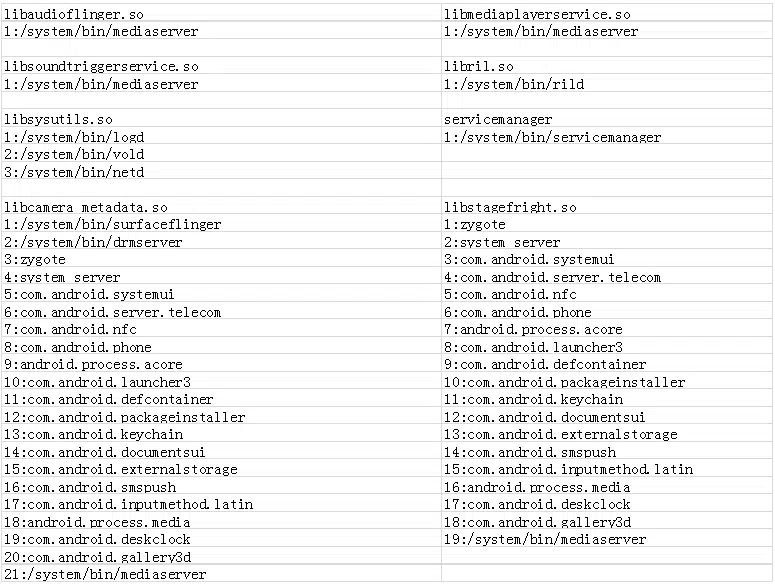 libaudioflinger.so
1:/system/bin/mediaserver
libmediaplayerservice.so
1:/system/bin/mediaserver
libsoundtriggerservice.so
1:/system/bin/mediaserver
libril.so
1:/system/bin/rild
libsysutils.so
1:/system/bin/logd
2:/system/bin/vold
3:/system/bin/netd
servicemanager
1:/system/bin/servicemanager
libcamera_metadata.so
1:/system/bin/surfaceflinger
2:/system/bin/drmserver
3:zygote
4:system_server
5:com.android.systemui
6:com.android.server.telecom
7:com.android.nfc
8:com.android.phone
9:android.process.acore
10:com.android.launcher3
11:com.android.defcontainer
12:com.android.packageinstaller
13:com.android.keychain
14:com.android.documentsui
15:com.android.externalstorage
16:com.android.smspush
17:com.android.inputmethod.latin
18:android.process.media
19:com.android.deskclock
20:com.android.gallery3d
21:/system/bin/mediaserver
libstagefright.so
1:zygote
2:system_server
3:com.android.systemui
4:com.android.server.telecom
5:com.android.nfc
6:com.android.phone
7:android.process.acore
8:com.android.launcher3
9:com.android.defcontainer
10:com.android.packageinstaller
11:com.android.keychain
12:com.android.documentsui
13:com.android.externalstorage
14:com.android.smspush
15:com.android.inputmethod.latin
16:android.process.media
17:com.android.deskclock
18:com.android.gallery3d
19:/system/bin/mediaserver